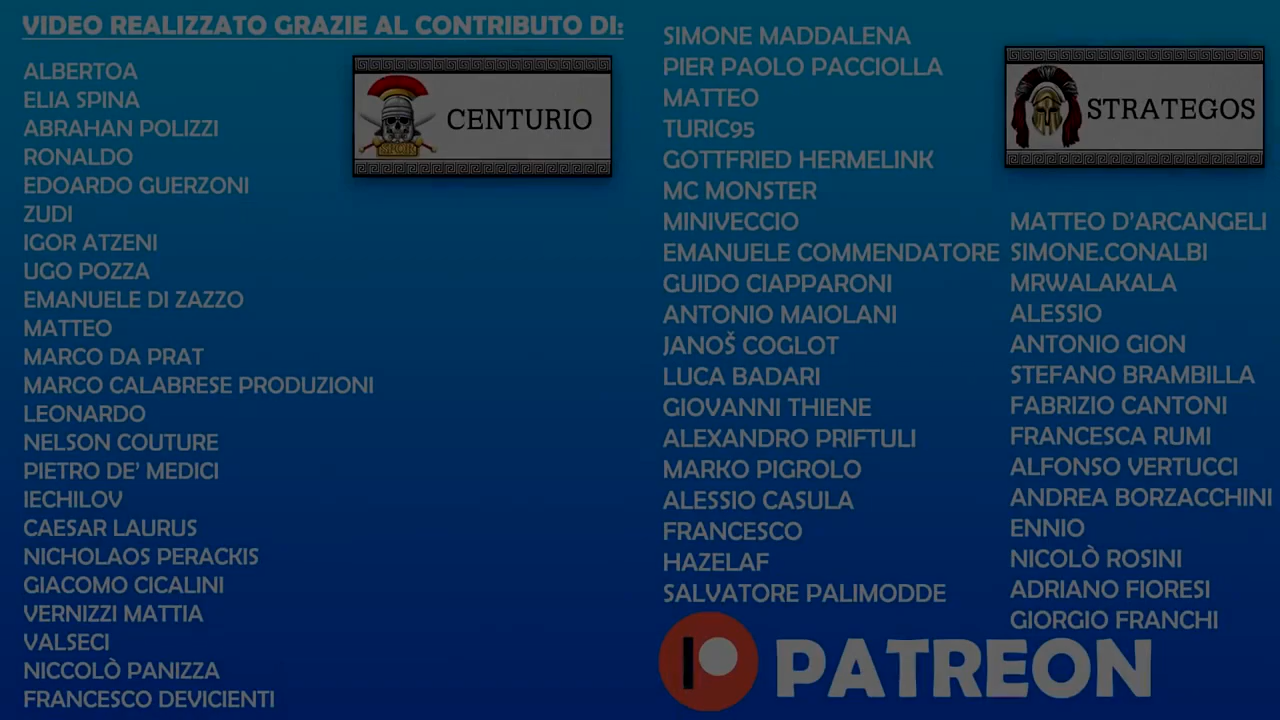 VIDEO REALIZZATO GRAZIE AL CONTRIBUTO DI:
ALBERTOA
ELIA SPINA
ABRAHAN POLIZZI
RONALDO
EDOARDO GUERZONI
ZUDI
IGOR ATZENI
UGO POZZA
EMANUELE DI ZAZZO
MATTEO
MARCO DA PRAT
MARCO CALABRESE PRODUZIONI
LEONARDO
NELSON COUTURE
PIETRO DE' MEDICI
IECHILOV
CAESAR LAURUS
NICHOLAOS PERACKIS
GIACOMO CICALINI
VERNIZZI MATTIA
VALSECI
NICCOLÒ PANIZZA
FRANCESCO DEVICIENTI
CENTURIO
SPQR
SIMONE MADDALENA
PIER PAOLO PACCIOLLA
MATTEO
TURIC95
GOTTFRIED HERMELINK
MC MONSTER
MINIVECCIO
EMANUELE COMMENDATORE
GUIDO CIAPPARONI
ANTONIO MAIOLANI
JANOŠ COGLOT
LUCA BADARI
GIOVANNI THIENE
ALEXANDRO PRIFTULI
MARKO PIGROLO
ALESSIO CASULA
FRANCESCO
HAZELAF
SALVATORE PALIMODDE
STRATEGOS
MATTEO D'ARCANGELI
SIMONE.CONALBI
MRWALAKALA
ALESSIO
ANTONIO GION
STEFANO BRAMBILLA
FABRIZIO CANTONI
FRANCESCA RUMI
ALFONSO VERTUCCI
ANDREA BORZACCHINI
ENNIO
NICOLÒ ROSINI
ADRIANO FIORESI
GIORGIO FRANCHI
PATREON